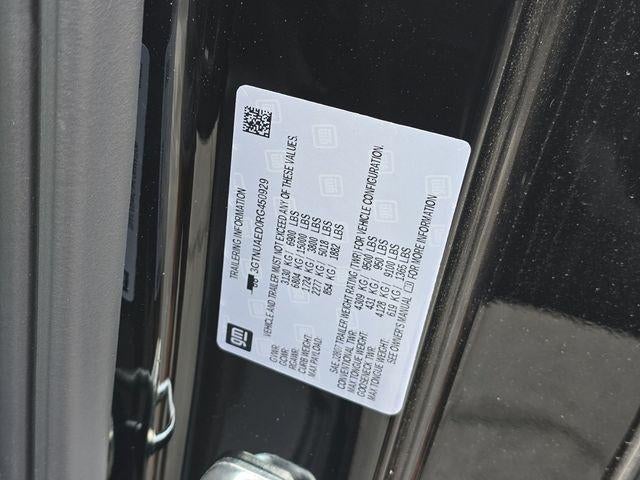 TRAILERING INFORMATION
3GTNUAED0RG450929
VEHICLE AND TRAILER MUST NOT EXCEED ANY OF THESE VALUES.
GVWR: 3130 KG / 6900 LBS
GCWR: 6804 KG / 15000 LBS
RGAWR: 1724 KG / 3800 LBS
CURB WEIGHT: 2277 KG / 5018 LBS
MAX PAYLOAD: 854 KG / 1882 LBS
SAE J2807 TRAILER WEIGHT RATING (TWR) FOR VEHICLE CONFIGURATION.
CONVENTIONAL TWR: 4309 KG / 9500 LBS
MAX TONGUE WEIGHT: 431 KG / 950 LBS
GOOSENECK TWR: 4128 KG / 9100 LBS
MAX TONGUE WEIGHT: 619 KG / 1365 LBS
SEE OWNER'S MANUAL FOR MORE INFORMATION
gm